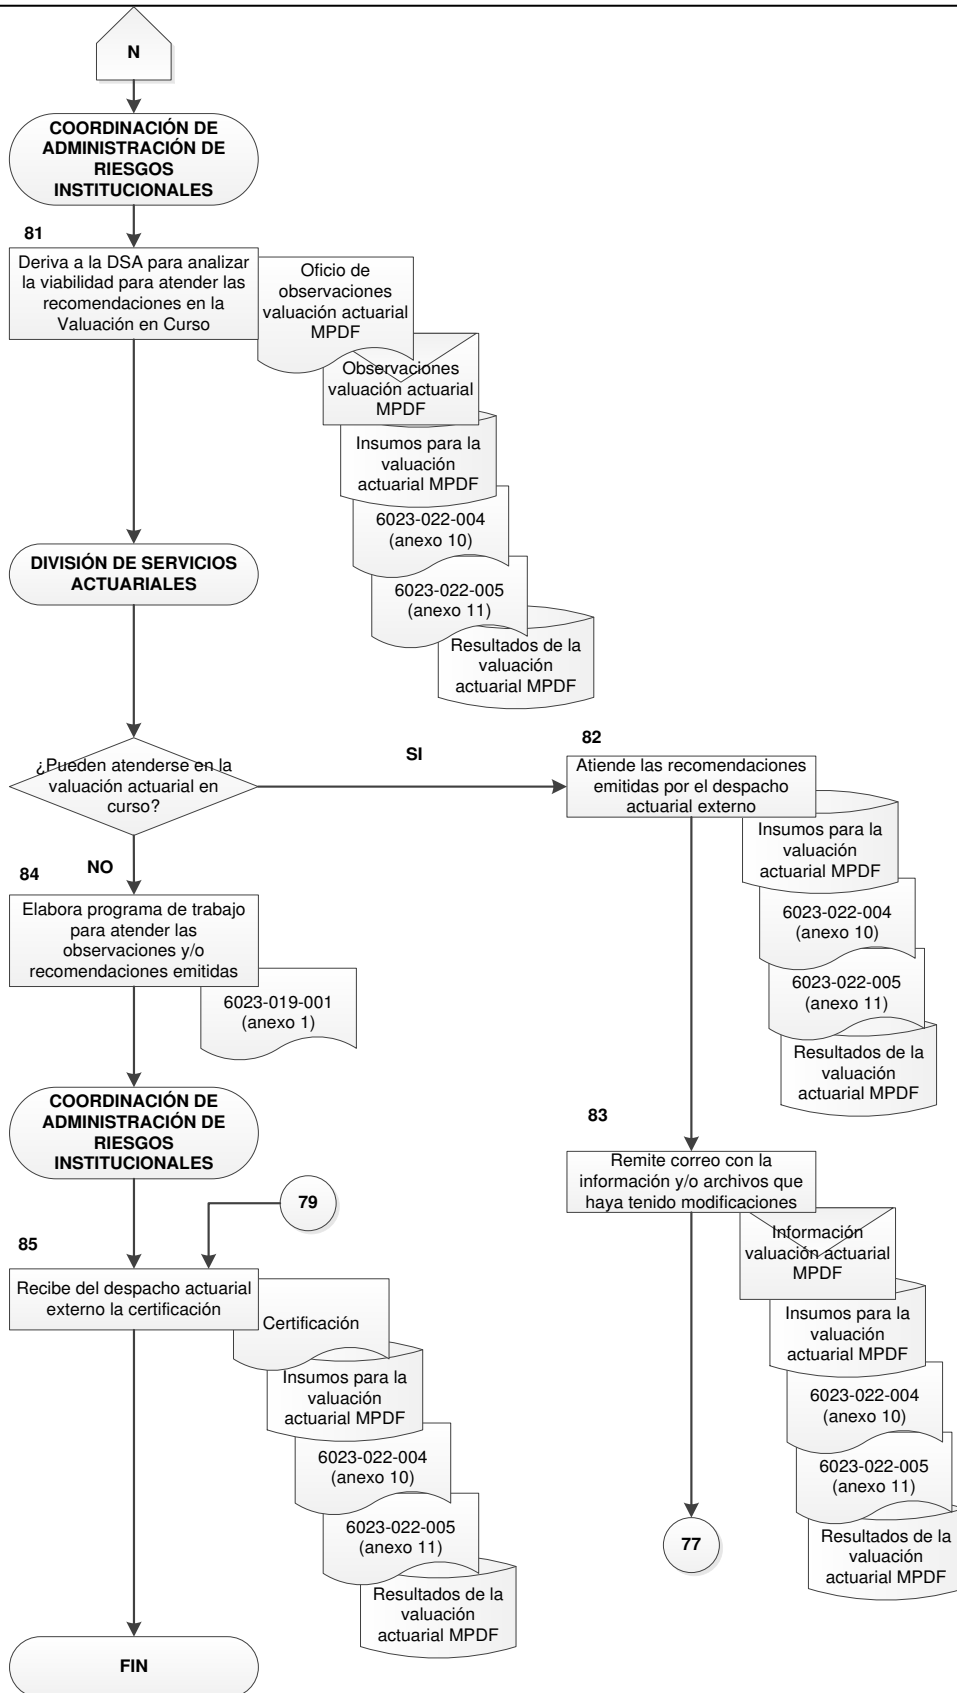 N
COORDINACIÓN DE
ADMINISTRACIÓN DE
RIESGOS
INSTITUCIONALES
81
Deriva a la DSA para analizar
la viabilidad para atender las
recomendaciones en la
Valuación en Curso
Oficio de
observaciones
valuación actuarial
MPDF
Observaciones
valuación actuarial
MPDF
Insumos para la
valuación
actuarial MPDF
6023-022-004
(anexo 10)
6023-022-005
(anexo 11)
Resultados de la
valuación
actuarial MPDF
DIVISIÓN DE SERVICIOS
ACTUARIALES
¿Pueden atenderse en la
valuación actuarial en
curso?
SI
82
Atiende las recomendaciones
emitidas por el despacho
actuarial externo
Insumos para la
valuación
actuarial MPDF
6023-022-004
(anexo 10)
6023-022-005
(anexo 11)
Resultados de la
valuación
actuarial MPDF
83
Remite correo con la
información y/o archivos que
haya tenido modificaciones
Información
valuación actuarial
MPDF
Insumos para la
valuación
actuarial MPDF
6023-022-004
(anexo 10)
6023-022-005
(anexo 11)
Resultados de la
valuación
actuarial MPDF
77
NO
84
Elabora programa de trabajo
para atender las
observaciones y/o
recomendaciones emitidas
6023-019-001
(anexo 1)
COORDINACIÓN DE
ADMINISTRACIÓN DE
RIESGOS
INSTITUCIONALES
79
85
Recibe del despacho actuarial
externo la certificación
Certificación
Insumos para la
valuación
actuarial MPDF
6023-022-004
(anexo 10)
6023-022-005
(anexo 11)
Resultados de la
valuación
actuarial MPDF
FIN